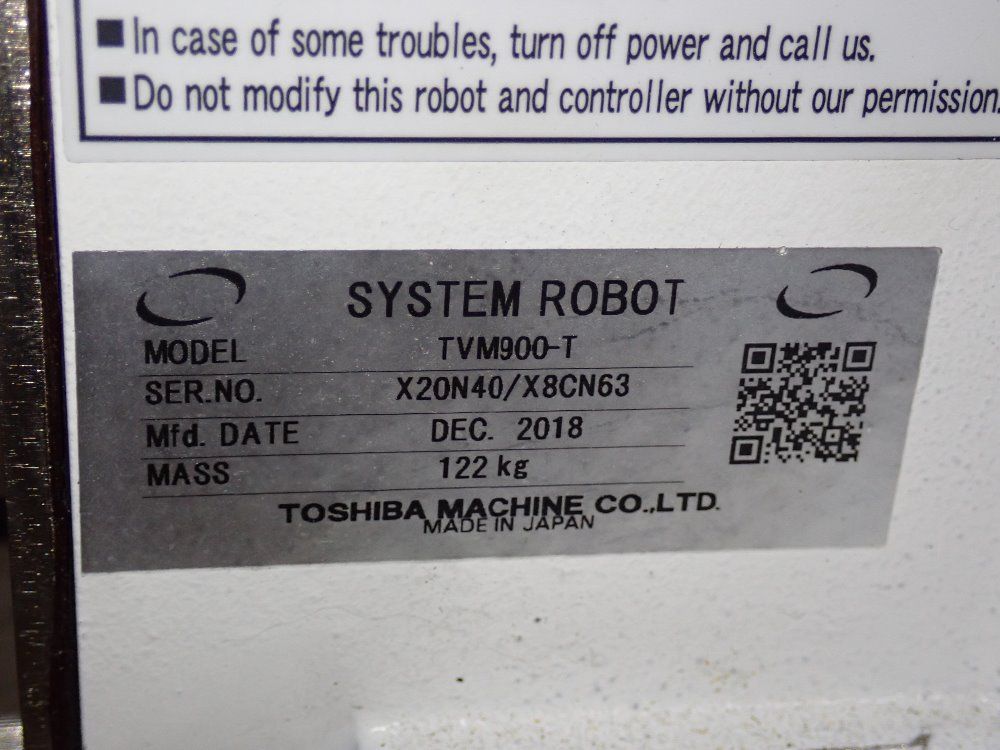 ■In case of some troubles, turn off power and call us.
■Do not modify this robot and controller without our permission.
SYSTEM ROBOT
MODEL TVM900-T
SER.NO. X20N40/X8CN63
Mfd. DATE DEC. 2018
MASS 122 kg
TOSHIBA MACHINE CO.,LTD.
MADE IN JAPAN